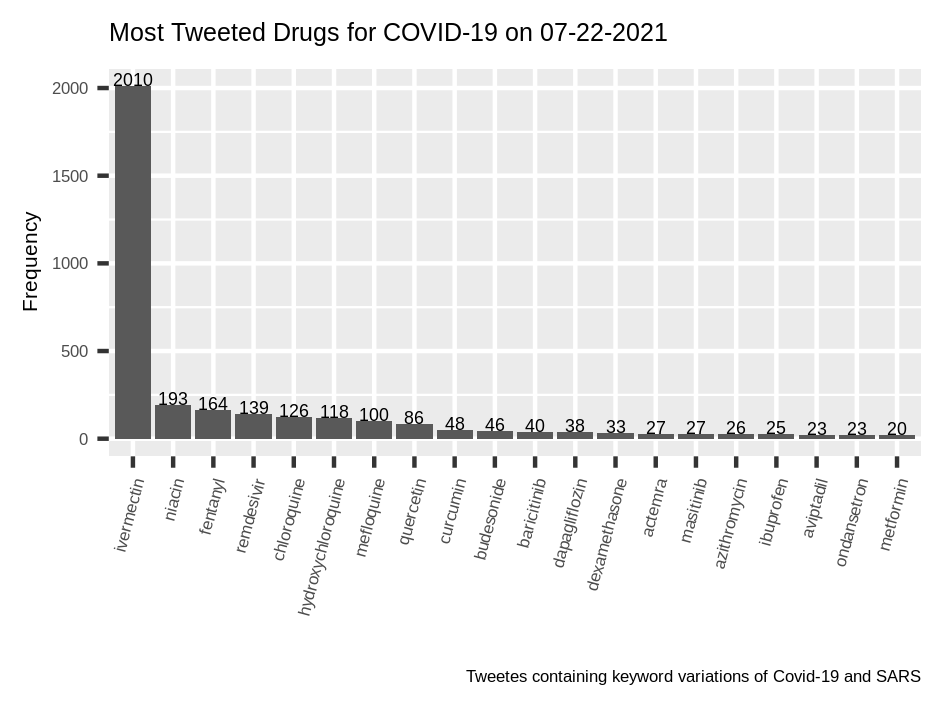 Most Tweeted Drugs for COVID-19 on 07-22-2021
Frequency
2000
1500
1000
500
0
2010
193
164
139
126
118
100
86
48
46
40
38
33
27
27
26
25
23
23
20
ivermectin
niacin
fentanyl
remdesivir
chloroquine
hydroxychloroquine
mefloquine
quercetin
curcumin
budesonide
baricitinib
dapagliflozin
dexamethasone
actemra
masitinib
azithromycin
ibuprofen
aviptadil
ondansetron
metformin
Tweetes containing keyword variations of Covid-19 and SARS